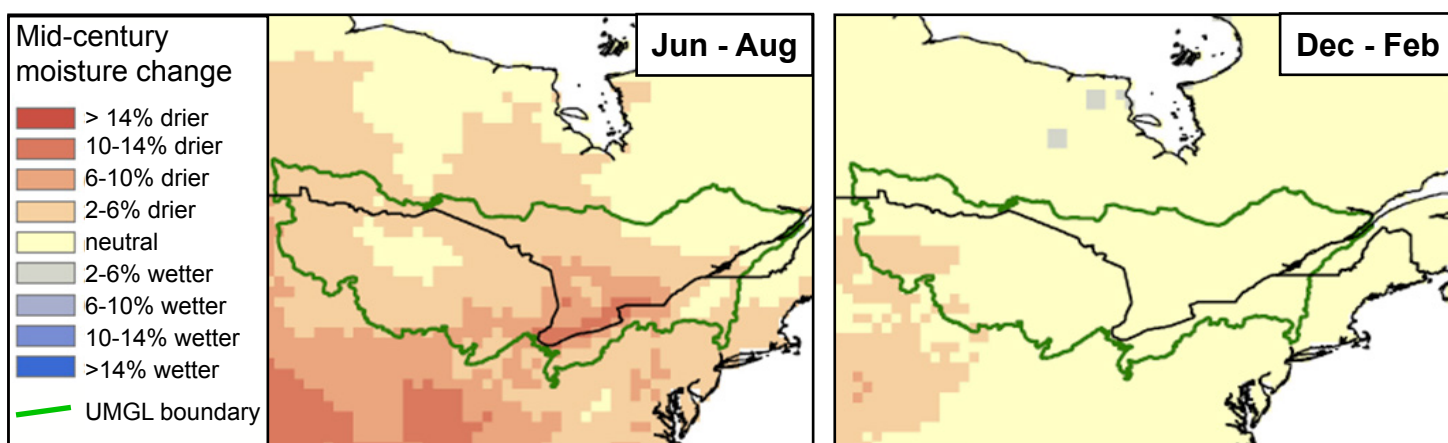 Mid-century
moisture change
> 14% drier
10-14% drier
6-10% drier
2-6% drier
neutral
2-6% wetter
6-10% wetter
10-14% wetter
>14% wetter
UMGL boundary
Jun - Aug
Dec - Feb